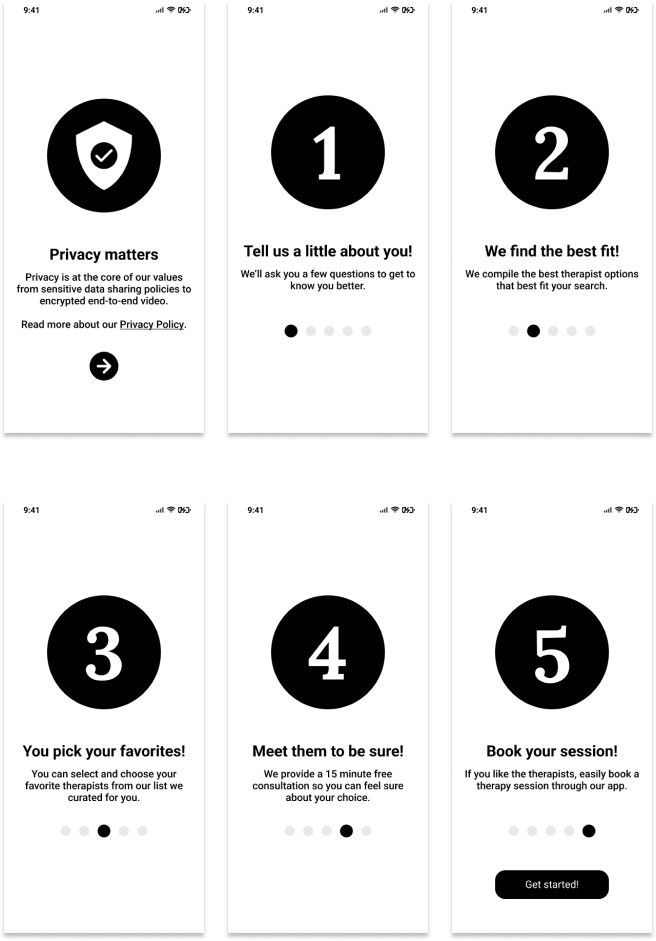 9:41
Privacy matters
Privacy is at the core of our values
from sensitive data sharing policies to
encrypted end-to-end video.
Read more about our Privacy Policy.
9:41
1
Tell us a little about you!
We'll ask you a few questions to get to
know you better.
9:41
2
We find the best fit!
We compile the best therapist options
that best fit your search.
9:41
3
You pick your favorites!
You can select and choose your
favorite therapists from our list we
curated for you.
9:41
4
Meet them to be sure!
We provide a 15 minute free
consultation so you can feel sure
about your choice.
9:41
5
Book your session!
If you like the therapists, easily book a
therapy session through our app.
Get started!